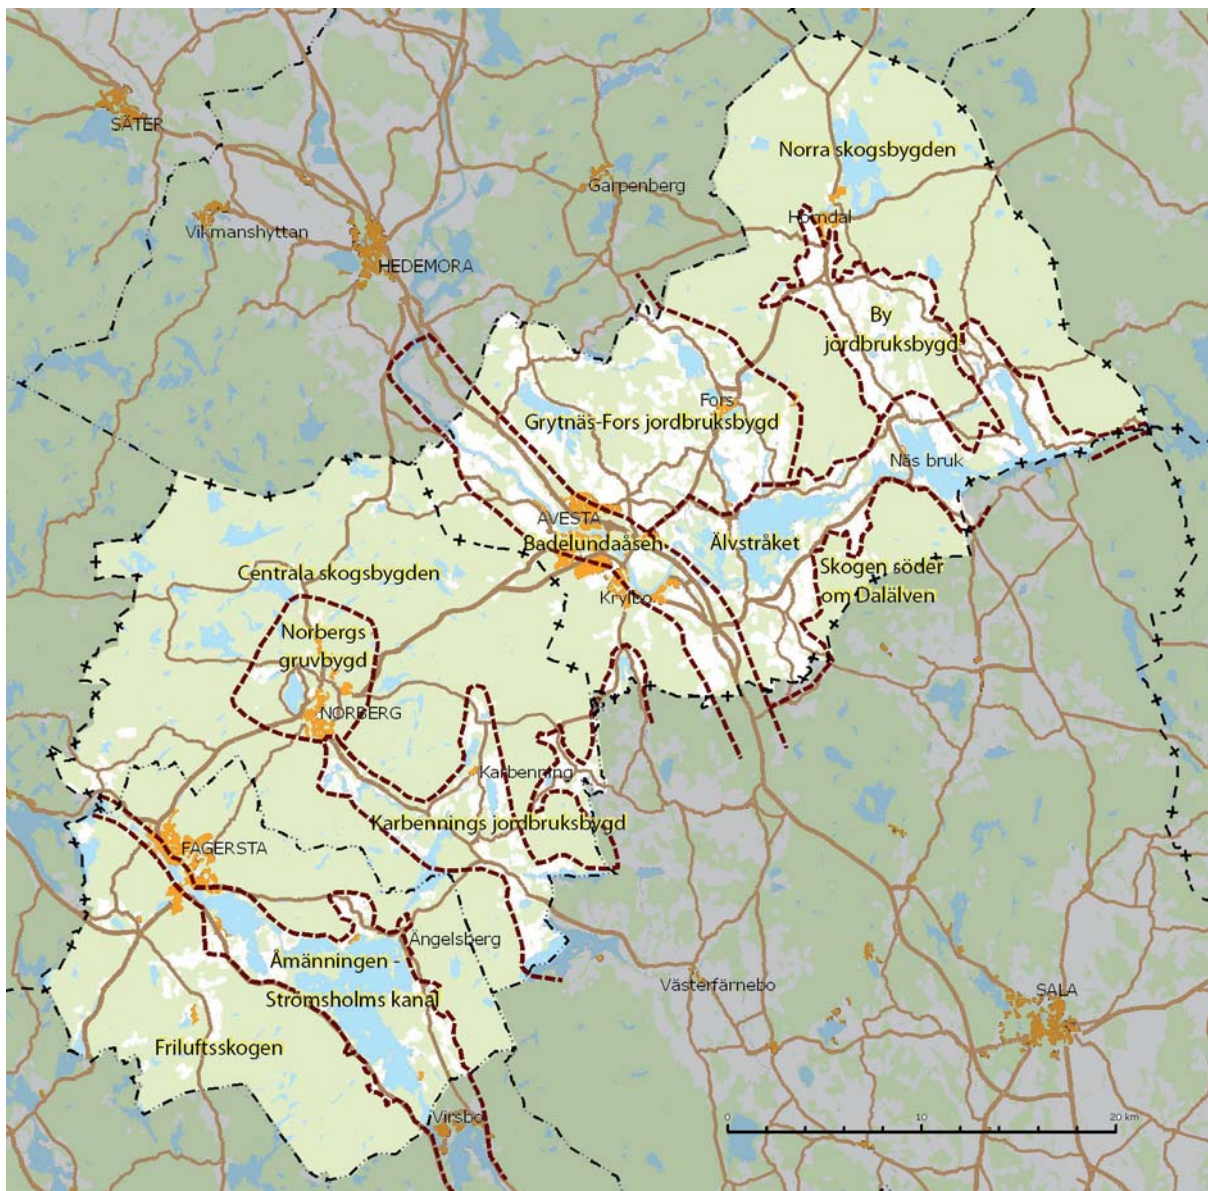 SÄTER
Norra skogsbygden
Garpenberg
Horndal
Vikmanshyttan
HEDEMORA
By
jordbruksbygd
Fors
Grytnäs-Fors jordbruksbygd
Näs bruk
AVESTA
Badelundaåsen
Älvstråket
Skogen söder
om Dalälven
Centrala skogsbygden
Krylbo
Norbergs
gruvbygd
NORBERG
Karbenning
Karbennings jordbruksbygd
FAGERSTA
Ängelsberg
Åmänningen -
Strömsholms kanal
Västerfärnebo
SALA
Friluftsskogen
Virsbo
0 10 20 km